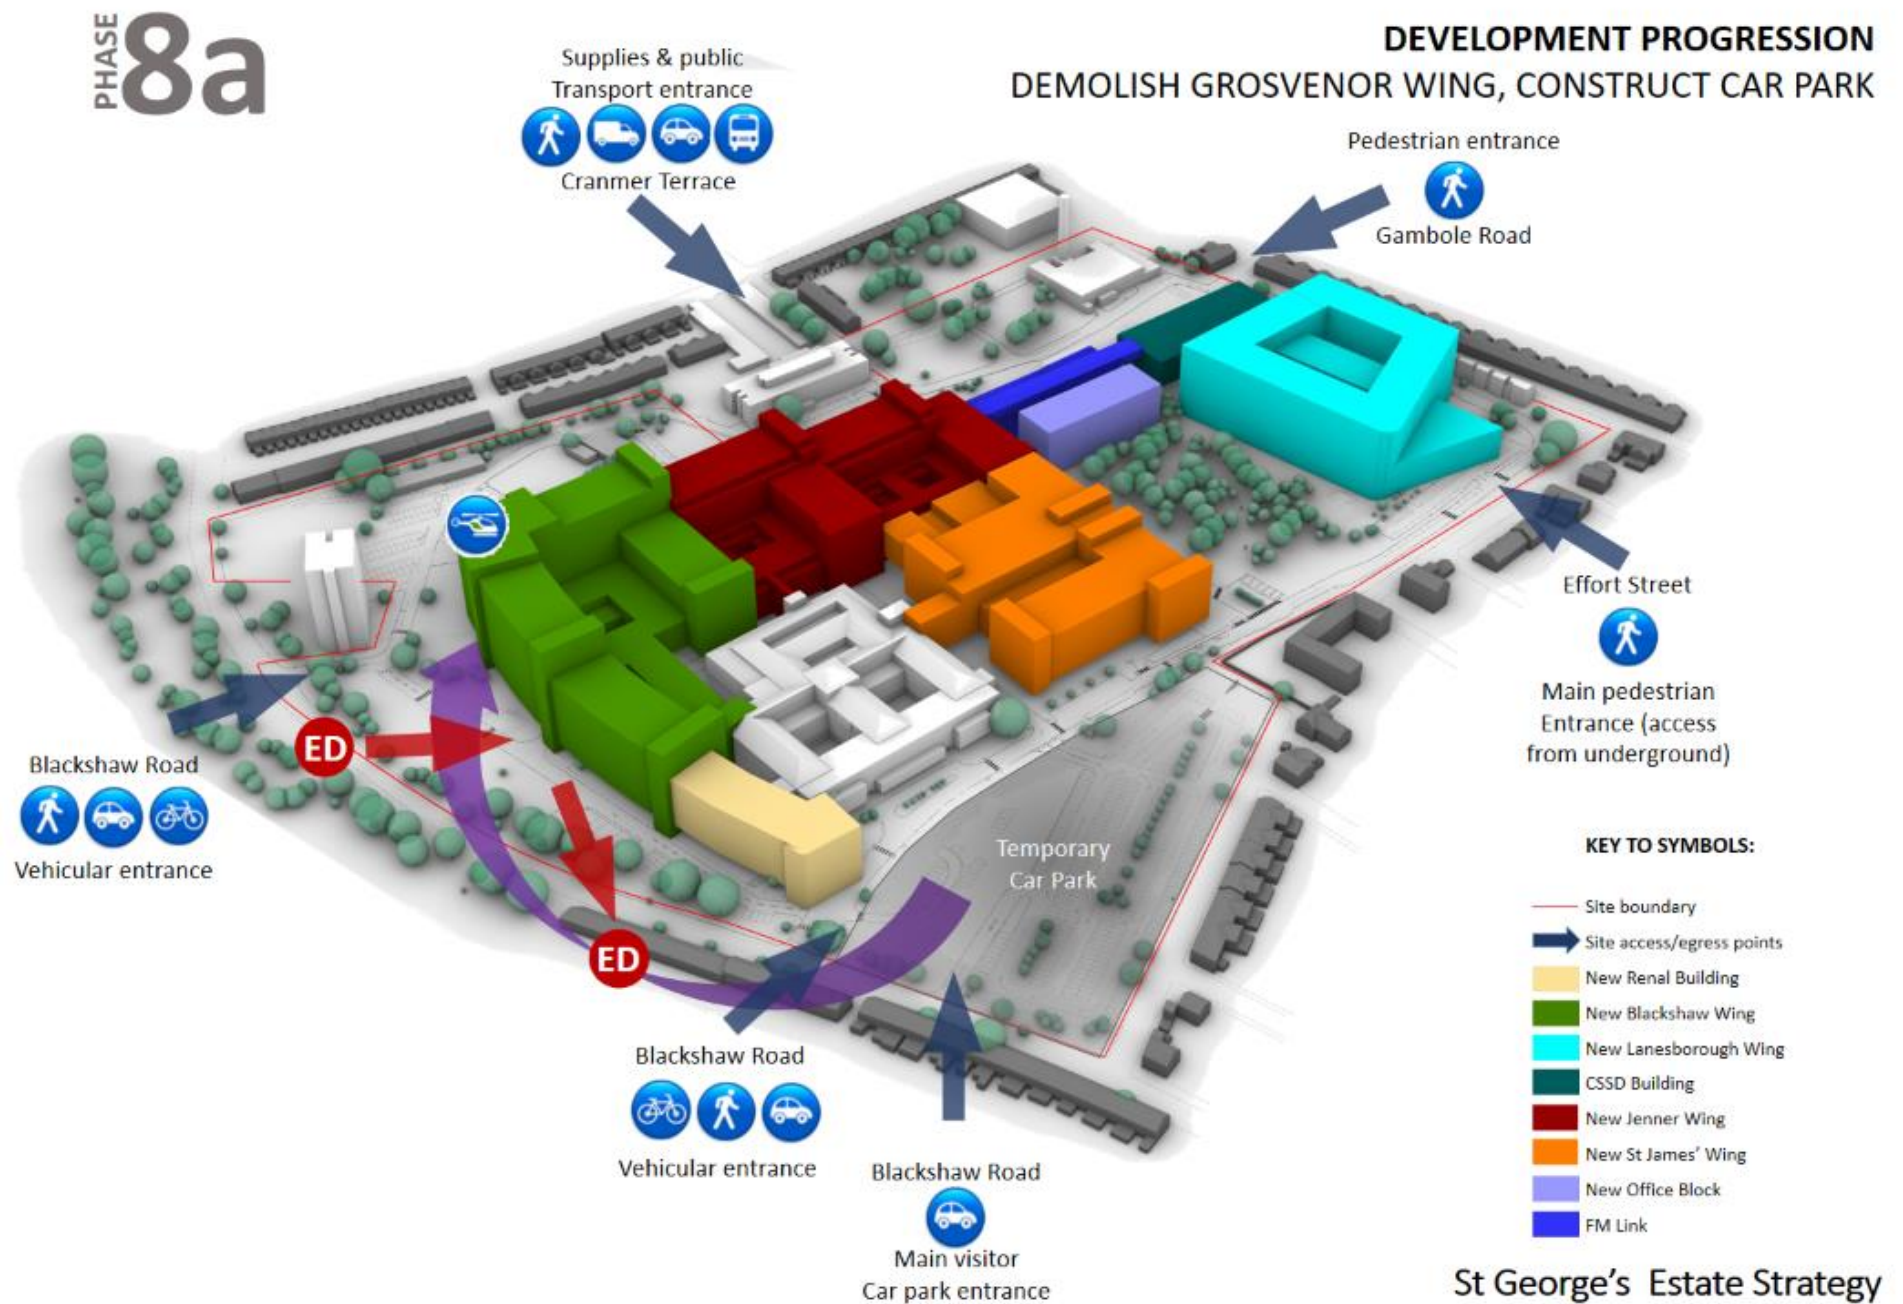 PHASE
8a
DEVELOPMENT PROGRESSION
DEMOLISH GROSVENOR WING, CONSTRUCT CAR PARK
Supplies & public
Transport entrance
Cranmer Terrace
Pedestrian entrance
Gambole Road
Effort Street
Main pedestrian
Entrance (access
from underground)
ED
Blackshaw Road
Vehicular entrance
Temporary
Car Park
ED
Blackshaw Road
Vehicular entrance
Blackshaw Road
Main visitor
Car park entrance
KEY TO SYMBOLS:
Site boundary
Site access/egress points
New Renal Building
New Blackshaw Wing
New Lanesborough Wing
CSSD Building
New Jenner Wing
New St James' Wing
New Office Block
FM Link
St George's Estate Strategy